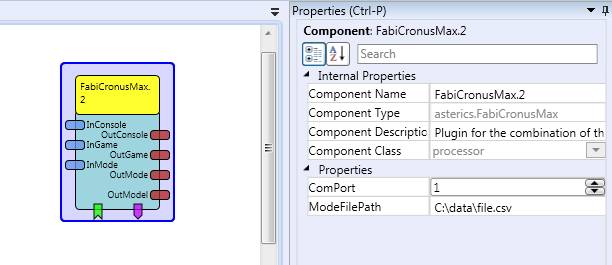 Properties (Ctrl-P)
Component: FabiCronusMax.2
Search
Internal Properties
Component Name FabiCronusMax.2
Component Type asterics.FabiCronusMax
Component Descriptio Plugin for the combination of th
Component Class processor
Properties
ComPort 1
ModeFilePath C:\data\file.csv
FabiCronusMax.
2
InConsole
OutConsole
InGame
OutGame
InMode
OutMode
OutModel